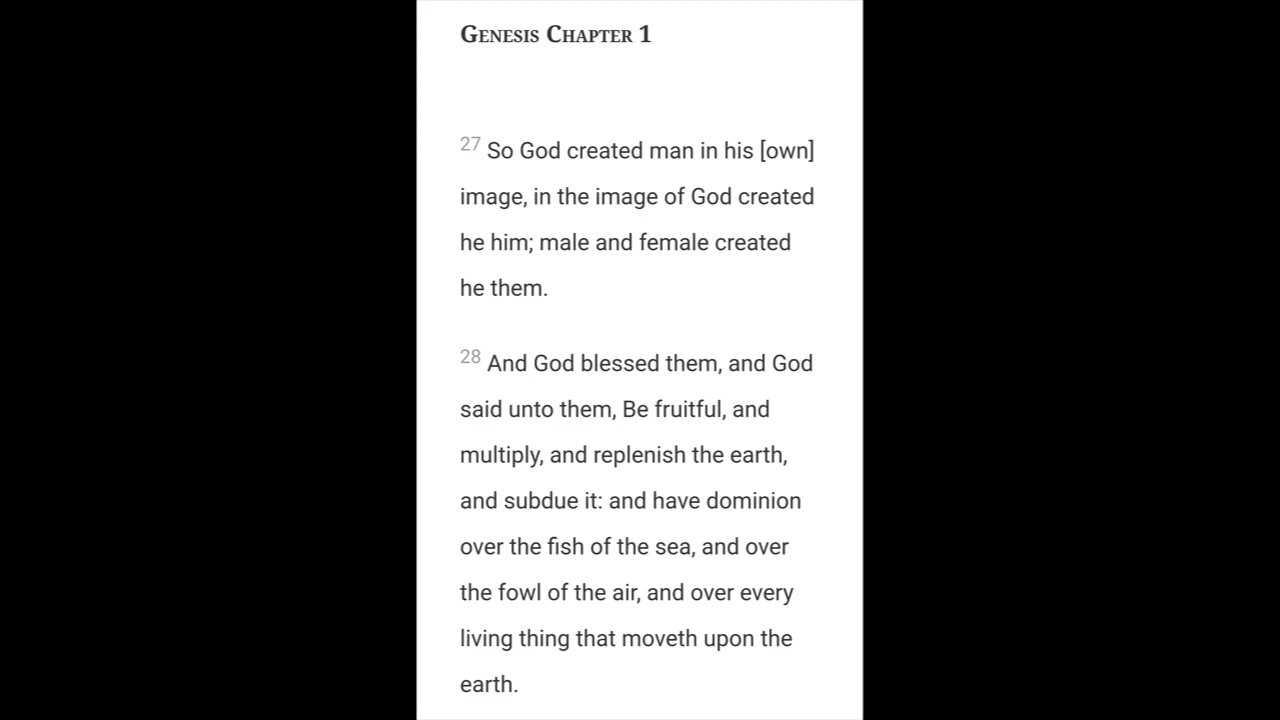 Genesis Chapter 1
27 So God created man in his [own]
image, in the image of God created
he him; male and female created
he them.
28 And God blessed them, and God
said unto them, Be fruitful, and
multiply, and replenish the earth,
and subdue it: and have dominion
over the fish of the sea, and over
the fowl of the air, and over every
living thing that moveth upon the
earth.